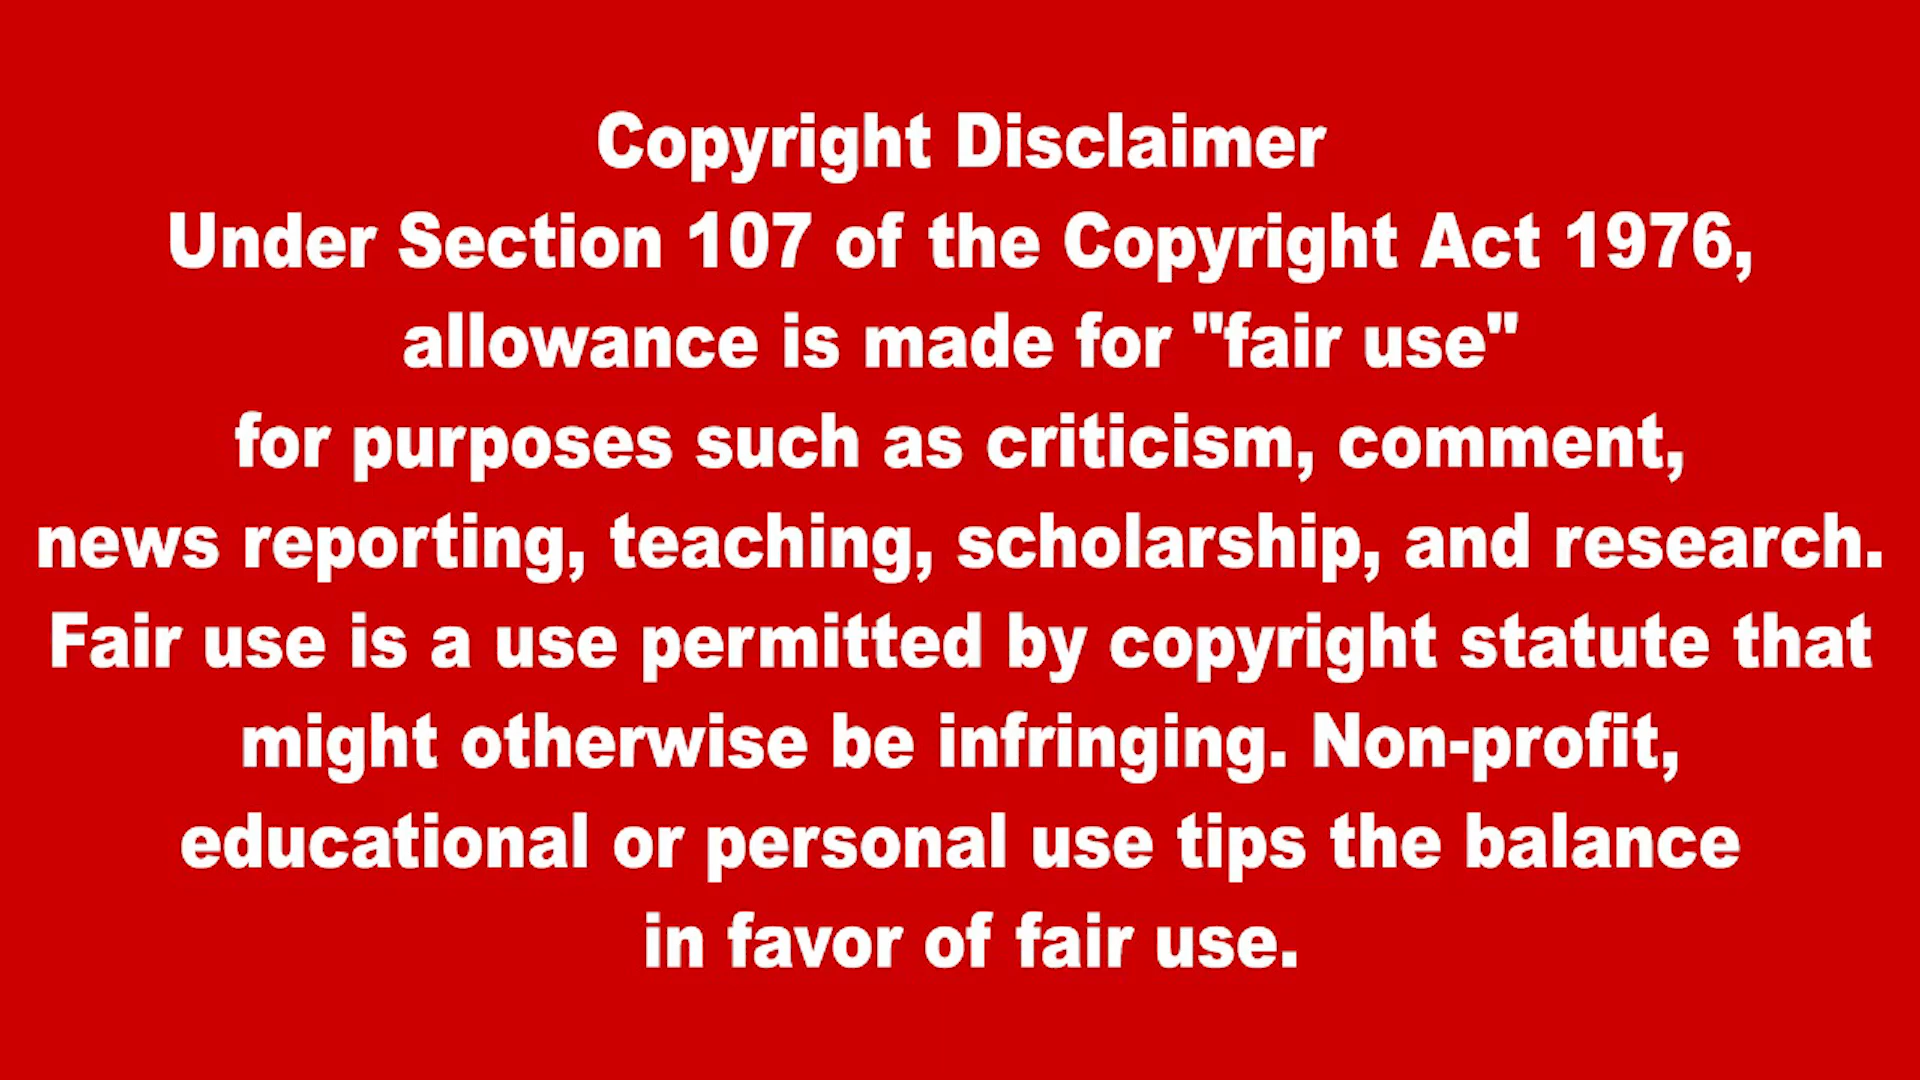 Copyright Disclaimer
Under Section 107 of the Copyright Act 1976,
allowance is made for "fair use"
for purposes such as criticism, comment,
news reporting, teaching, scholarship, and research.
Fair use is a use permitted by copyright statute that
might otherwise be infringing. Non-profit,
educational or personal use tips the balance
in favor of fair use.